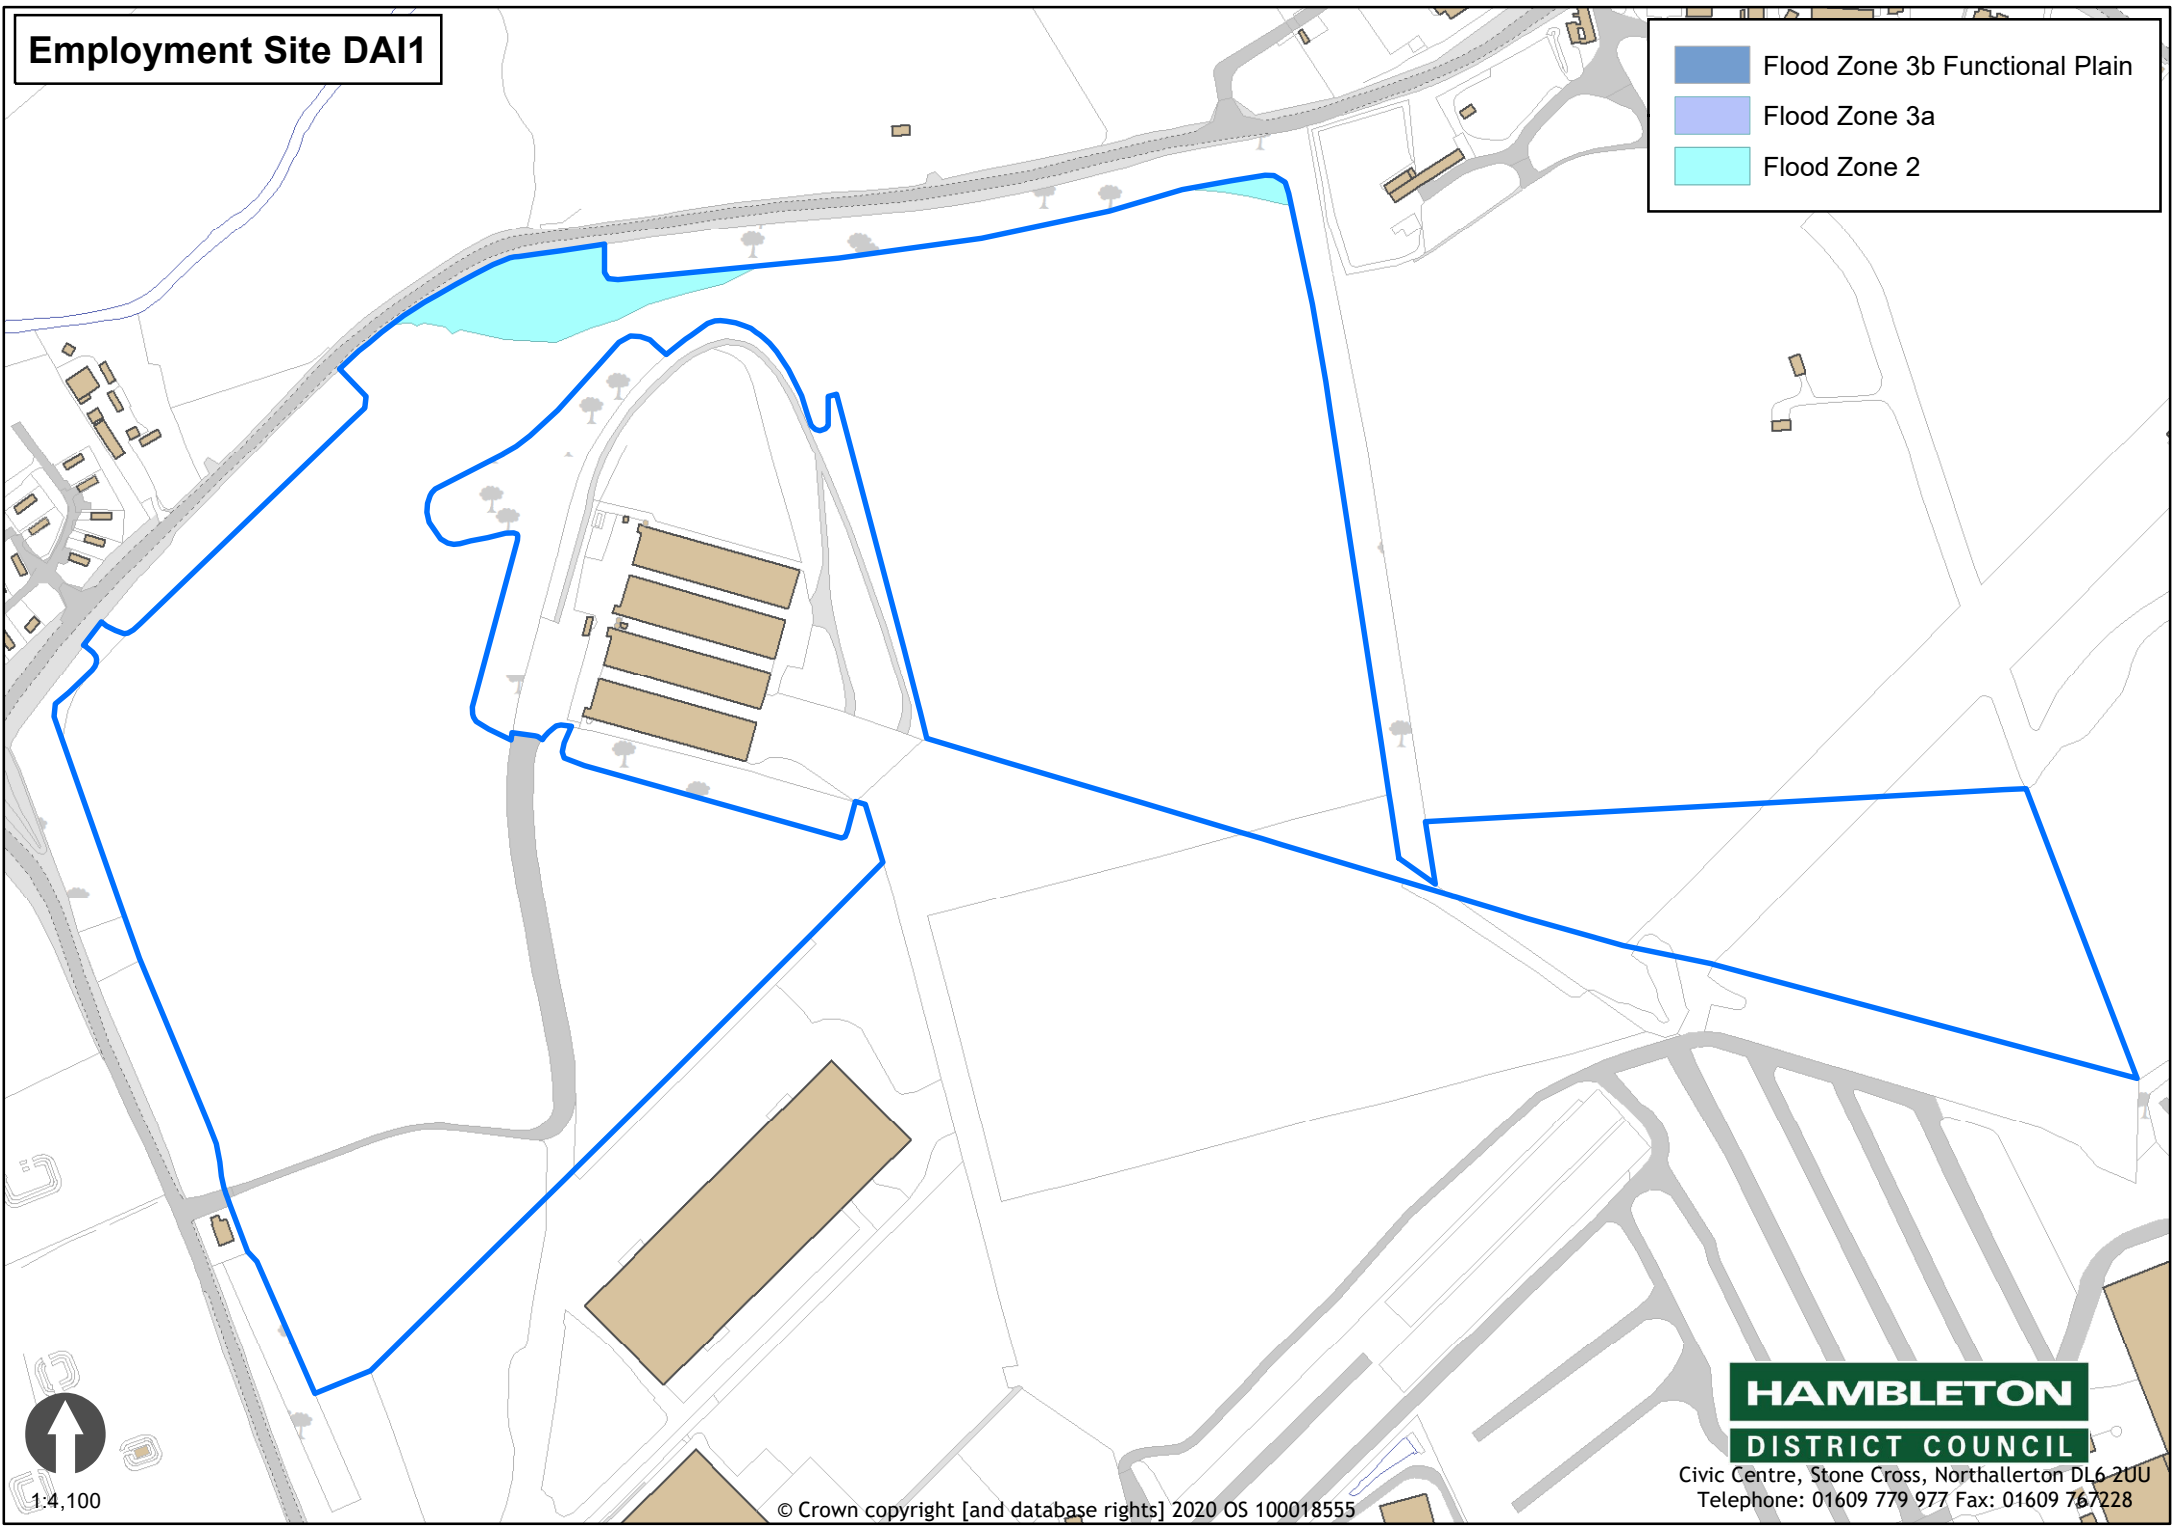 Employment Site DAI1
Flood Zone 3b Functional Plain
Flood Zone 3a
Flood Zone 2
HAMBLETON
DISTRICT COUNCIL
Civic Centre, Stone Cross, Northallerton DL6 2UU
Telephone: 01609 779 977 Fax: 01609 767228
1:4,100
© Crown copyright [and database rights] 2020 OS 100018555